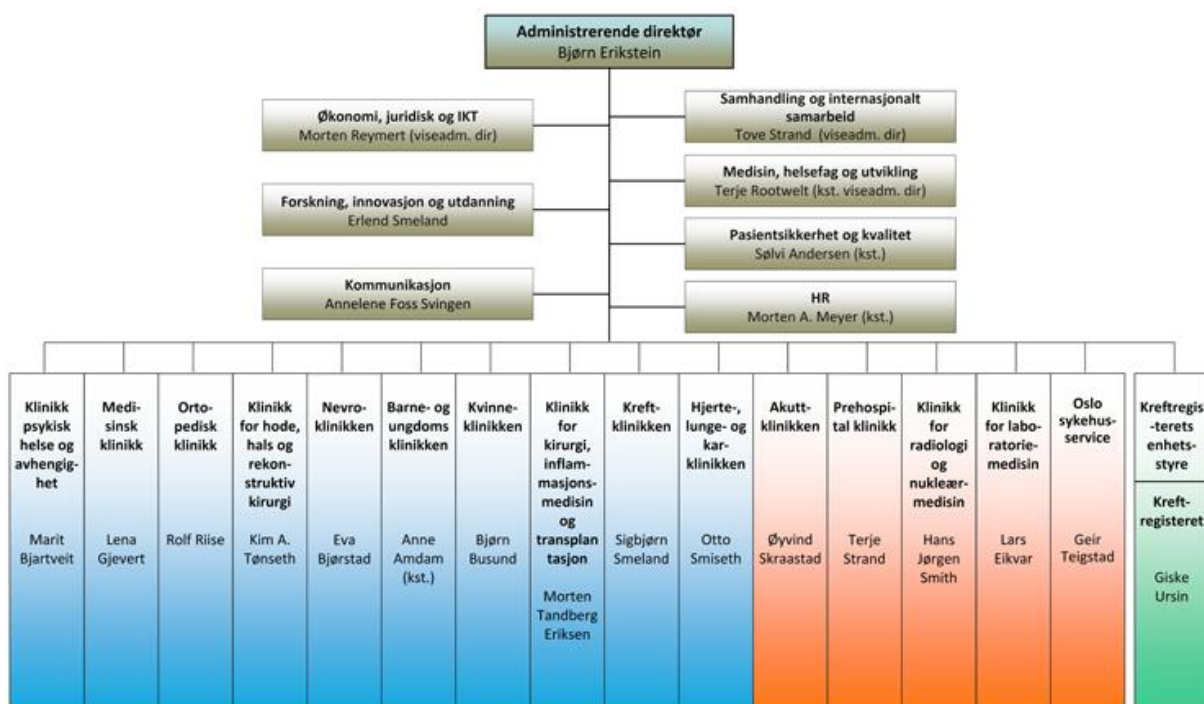 Administrerende direktør
Bjørn Erikstein
Økonomi, juridisk og IKT
Morten Reymert (viseadm. dir)
Samhandling og internasjonalt
samarbeid
Tove Strand (viseadm. dir)
Medisin, helsefag og utvikling
Terje Rootwelt (kst. viseadm. dir)
Forskning, innovasjon og utdanning
Erlend Smeland
Pasientsikkerhet og kvalitet
Sølvi Andersen (kst.)
Kommunikasjon
Annelene Foss Svingen
HR
Morten A. Meyer (kst.)
Klinikk
psykisk
helse og
avhengig-
het
Marit
Bjartveit
Medi-
sinsk
klinikk
Lena
Gjevert
Orto-
pedisk
klinikk
Rolf Riise
Klinikk
for hode,
hals og
rekon-
struktiv
kirurgi
Kim A.
Tønseth
Nevro-
klinikken
Eva
Bjørstad
Barne- og
ungdoms
klinikken
Anne
Amdam
(kst.)
Kvinne-
klinikken
Bjørn
Busund
Klinikk
for
kirurgi,
inflam-
masjons-
medisin
og
transplan-
tasjon
Morten
Tandberg
Eriksen
Kreft-
klinikken
Sigbjørn
Smeland
Hjerte-,
lunge- og
kar-
klinikken
Otto
Smiseth
Akutt-
klinikken
Øyvind
Skraastad
Prehospi-
tal klinikk
Terje
Strand
Klinikk
for
radiologi
og
nukleær-
medisin
Hans
Jørgen
Smith
Klinikk
for labo-
ratorie-
medisin
Lars
Eikvar
Oslo
sykehus-
service
Geir
Teigstad
Kreftregis
-terets
enhets-
styre
Kreft-
registeret
Giske
Ursin